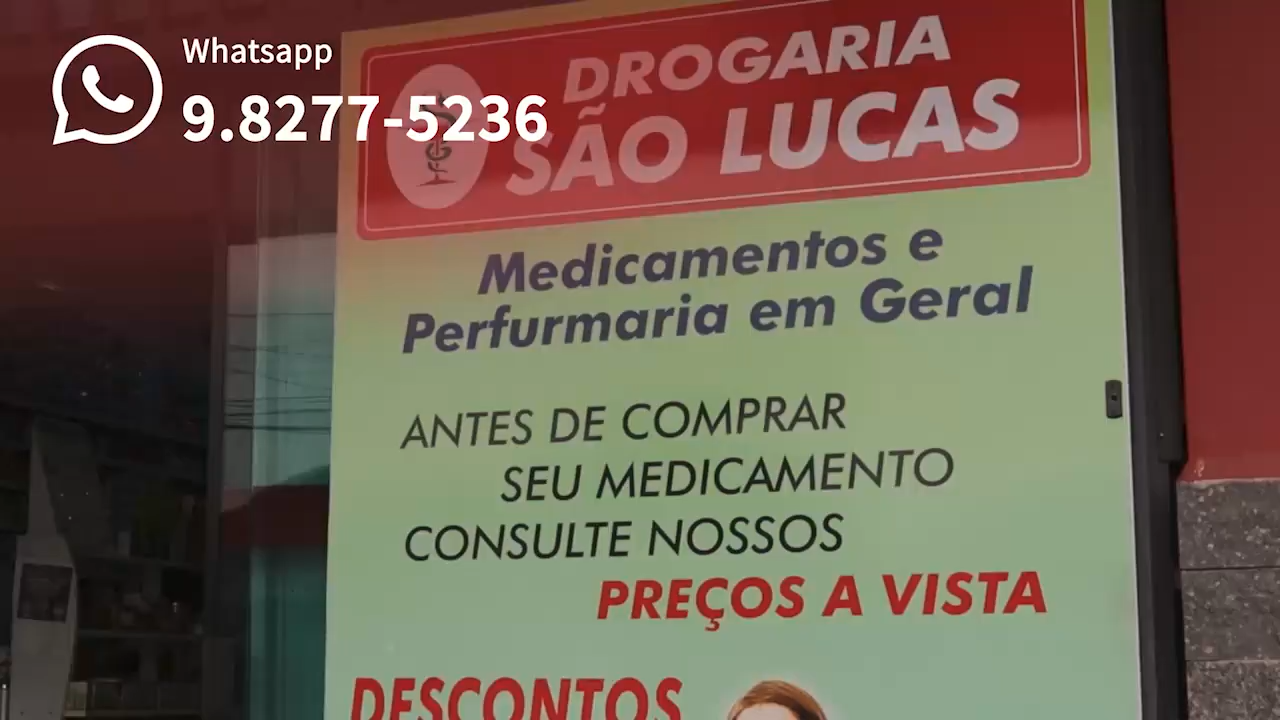 Whatsapp
9.8277-5236
DROGARIA
SÃO LUCAS
Medicamentos e
Perfurmaria em Geral
ANTES DE COMPRAR
SEU MEDICAMENTO
CONSULTE NOSSOS
PREÇOS A VISTA
DESCONTOS